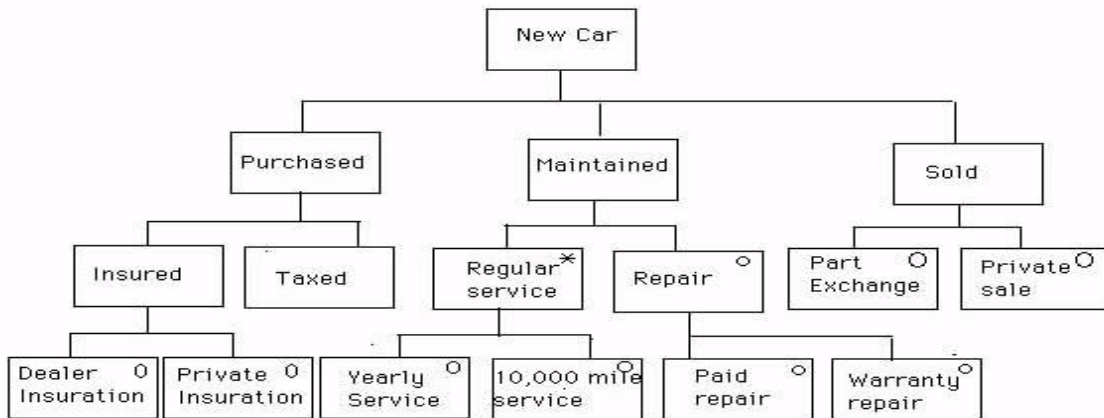 New Car
Purchased
Maintained
Sold
Insured
Taxed
Regular*
service
Repair
Part
Exchange
Private
sale
Dealer
Insuration
Private
Insuration
Yearly
Service
10,000 mile
service
Paid
repair
Warranty
repair